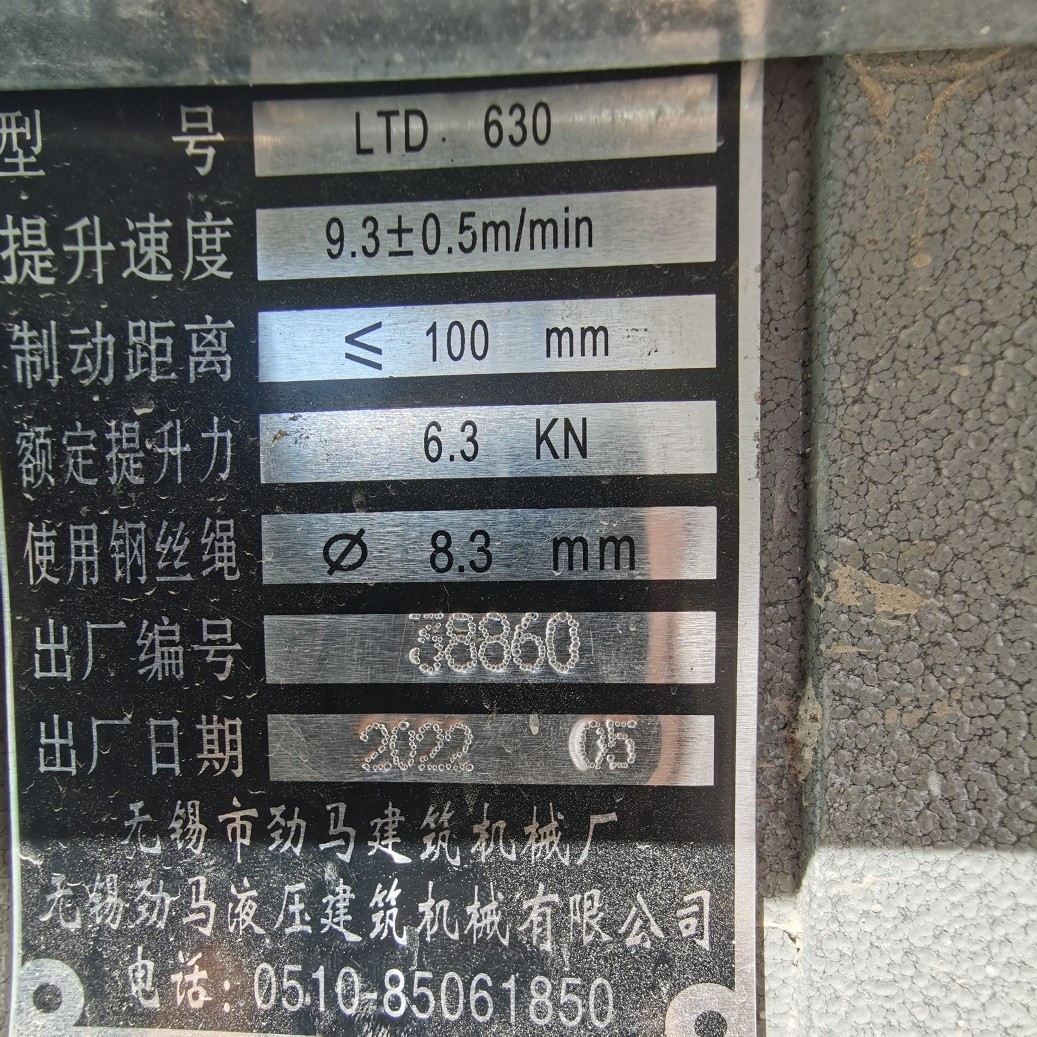 型 号 LTD 630
提升速度 9.3±0.5m/min
制动距离 ≤ 100 mm
额定提升力 6.3 KN
使用钢丝绳 Ø 8.3 mm
出厂编号 38860
出厂日期 2022 05
无锡市劲马建筑机械厂
无锡劲马液压建筑机械有限公司
电话:0510-85061850